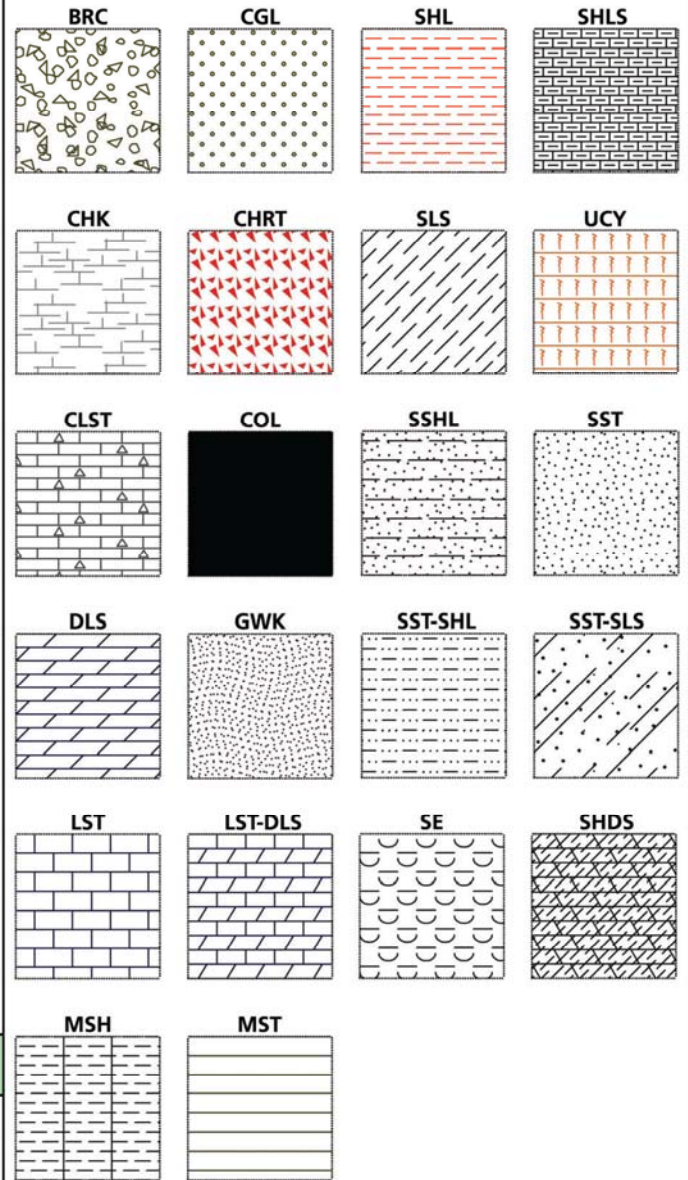 BRC CGL SHL SHLS
CHK CHRT SLS UCY
CLST COL SSHL SST
DLS GWK SST-SHL SST-SLS
LST LST-DLS SE SHDS
MSH MST